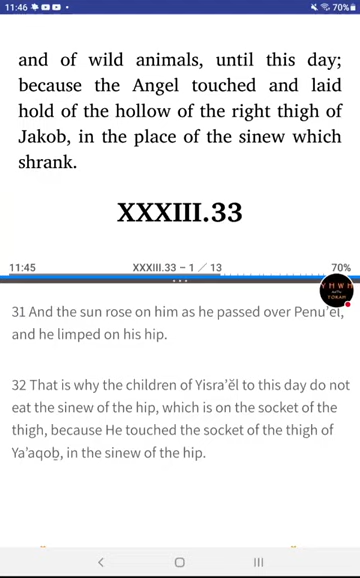 11:46
70%
and of wild animals, until this day;
because the Angel touched and laid
hold of the hollow of the right thigh of
Jakob, in the place of the sinew which
shrank.
XXXIII.33
11:45 XXXIII.33 – 1 / 13 70%
YHWH
TORAH
31 And the sun rose on him as he passed over Penu’ĕl,
and he limped on his hip.
32 That is why the children of Yisra’ĕl to this day do not
eat the sinew of the hip, which is on the socket of the
thigh, because He touched the socket of the thigh of
Ya‛aqoḇ, in the sinew of the hip.